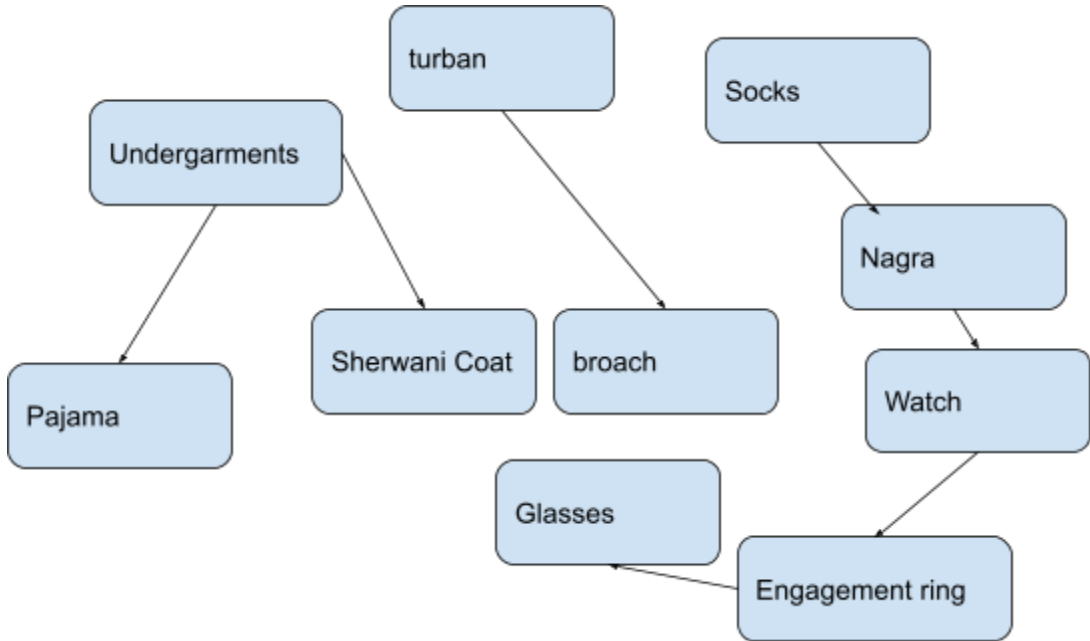 turban
Socks
Undergarments
Nagra
Sherwani Coat
broach
Pajama
Watch
Glasses
Engagement ring